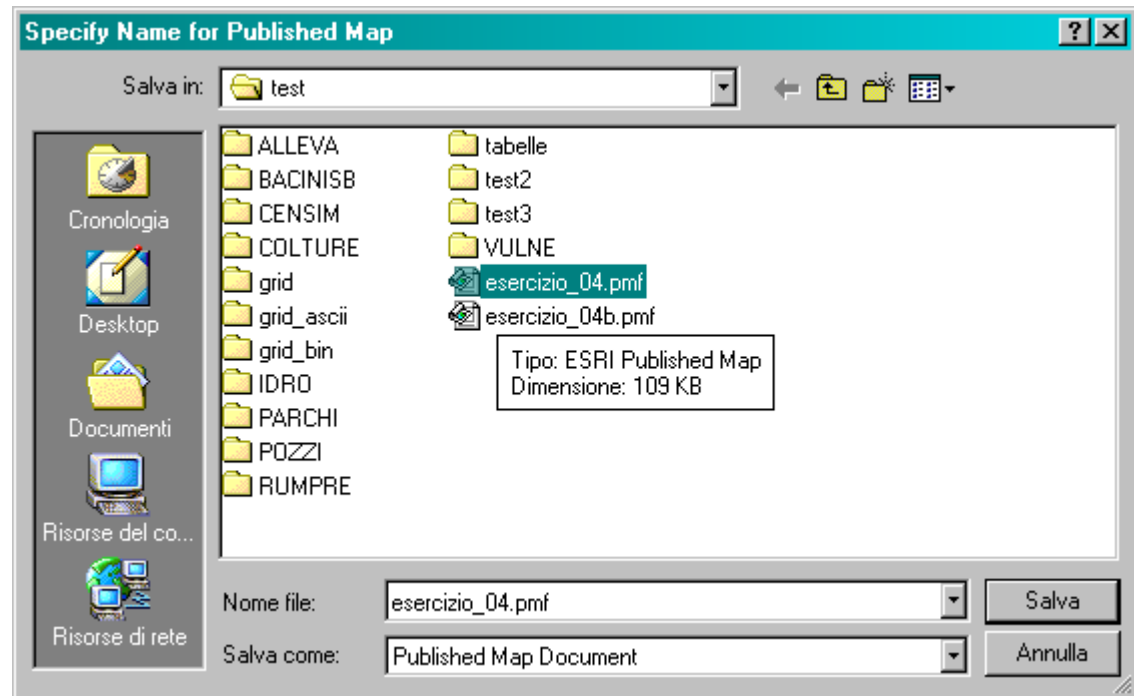 Specify Name for Published Map
Salva in:
test
Cronologia
Desktop
Documenti
Risorse del co...
Risorse di rete
ALLEVA
BACINISB
CENSIM
COLTURE
grid
grid_ascii
grid_bin
IDRO
PARCHI
POZZI
RUMPRE
tabelle
test2
test3
VULNE
esercizio_04.pmf
esercizio_04b.pmf
Tipo: ESRI Published Map
Dimensione: 109 KB
Nome file:
esercizio_04.pmf
Salva
Salva come:
Published Map Document
Annulla